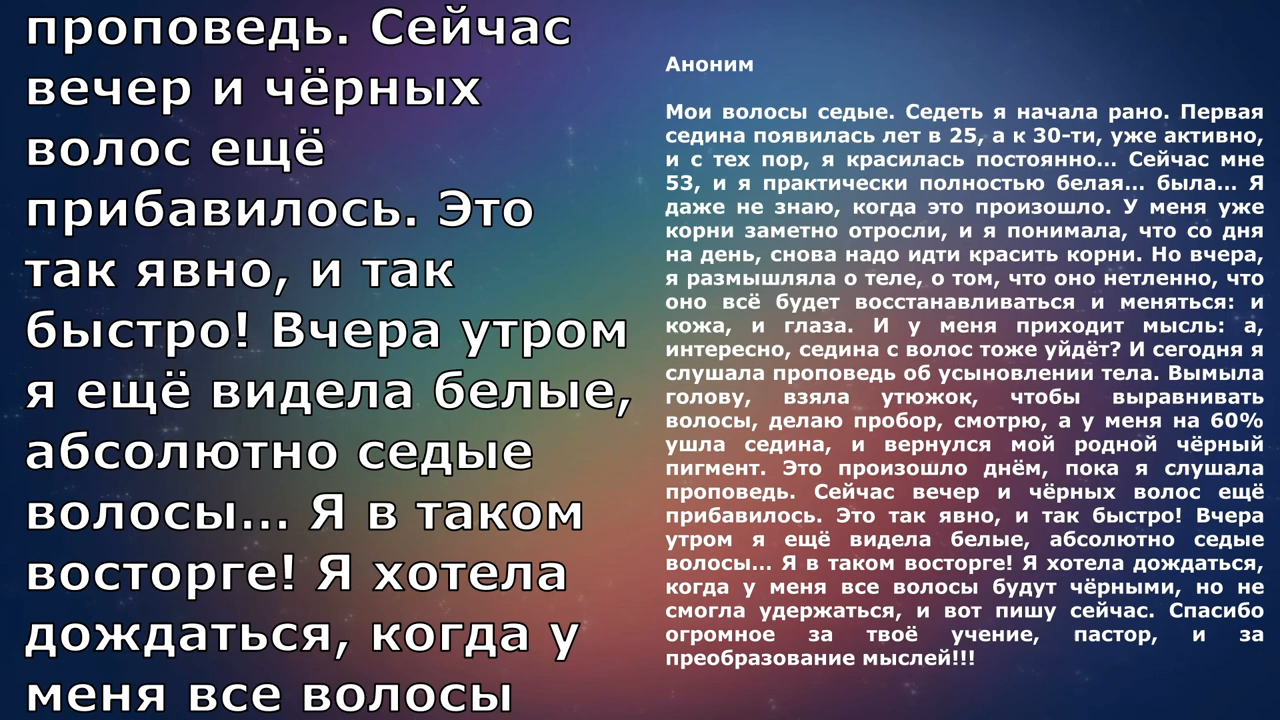 проповедь. Сейчас
вечер и чёрных
волос ещё
прибавилось. Это
так явно, и так
быстро! Вчера утром
я ещё видела белые,
абсолютно седые
волосы... Я в таком
восторге! Я хотела
дождаться, когда у
меня все волосы
Аноним
Мои волосы седые. Седеть я начала рано. Первая
седина появилась лет в 25, а к 30-ти, уже активно,
и с тех пор, я красилась постоянно... Сейчас мне
53, и я практически полностью белая... была... Я
даже не знаю, когда это произошло. У меня уже
корни заметно отросли, и я понимала, что со дня
на день, снова надо идти красить корни. Но вчера,
я размышляла о теле, о том, что оно нетленно, что
оно всё будет восстанавливаться и меняться: и
кожа, и глаза. И у меня приходит мысль: а,
интересно, седина с волос тоже уйдёт? И сегодня я
слушала проповедь об усыновлении тела. Вымыла
голову, взяла утюжок, чтобы выравнивать
волосы, делаю пробор, смотрю, а у меня на 60%
ушла седина, и вернулся мой родной чёрный
пигмент. Это произошло днём, пока я слушала
проповедь. Сейчас вечер и чёрных волос ещё
прибавилось. Это так явно, и так быстро! Вчера
утром я ещё видела белые, абсолютно седые
волосы... Я в таком восторге! Я хотела дождаться,
когда у меня все волосы будут чёрными, но не
смогла удержаться, и вот пишу сейчас. Спасибо
огромное за твоё учение, пастор, и за
преобразование мыслей!!!